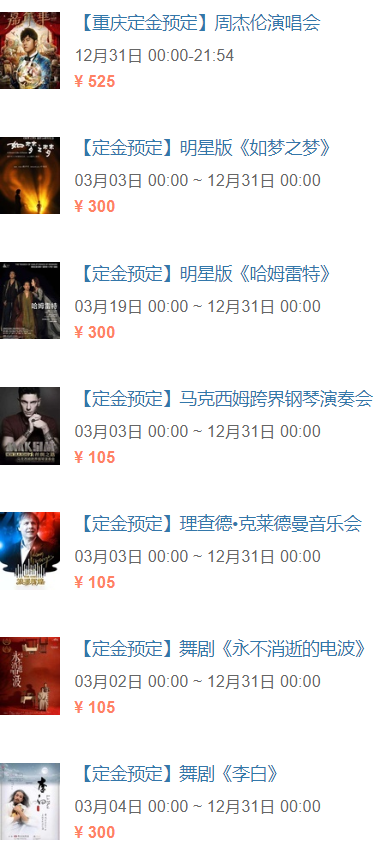 【重庆定金预定】周杰伦演唱会
12月31日 00:00-21:54
¥ 525
如梦之梦
【定金预定】明星版《如梦之梦》
03月03日 00:00 ~ 12月31日 00:00
¥ 300
哈姆雷特
【定金预定】明星版《哈姆雷特》
03月19日 00:00 ~ 12月31日 00:00
¥ 300
【定金预定】马克西姆跨界钢琴演奏会
03月03日 00:00 ~ 12月31日 00:00
¥ 105
【定金预定】理查德•克莱德曼音乐会
03月03日 00:00 ~ 12月31日 00:00
¥ 105
【定金预定】舞剧《永不消逝的电波》
03月02日 00:00 ~ 12月31日 00:00
¥ 105
李白
【定金预定】舞剧《李白》
03月04日 00:00 ~ 12月31日 00:00
¥ 300